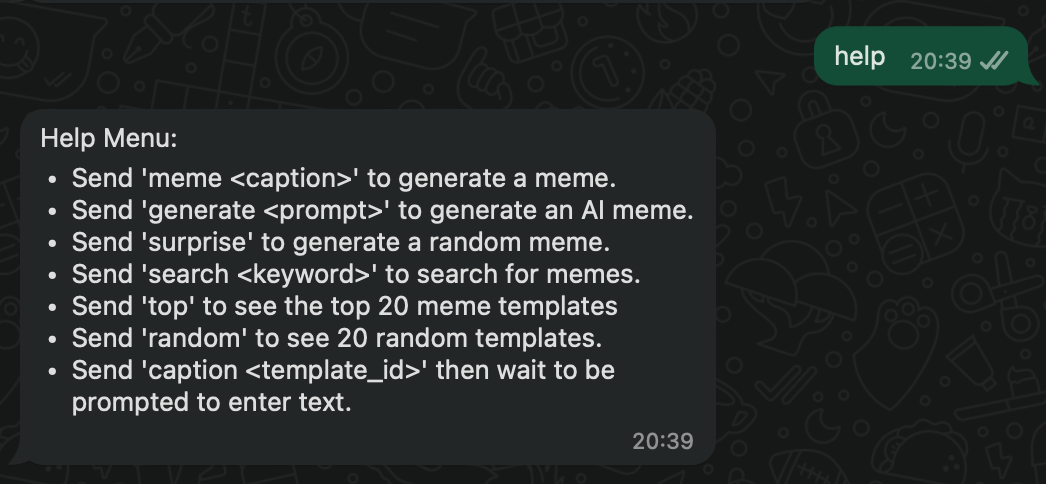 help 20:39
Help Menu:
• Send 'meme <caption>' to generate a meme.
• Send 'generate <prompt>' to generate an AI meme.
• Send 'surprise' to generate a random meme.
• Send 'search <keyword>' to search for memes.
• Send 'top' to see the top 20 meme templates
• Send 'random' to see 20 random templates.
• Send 'caption <template_id>' then wait to be
prompted to enter text.
20:39